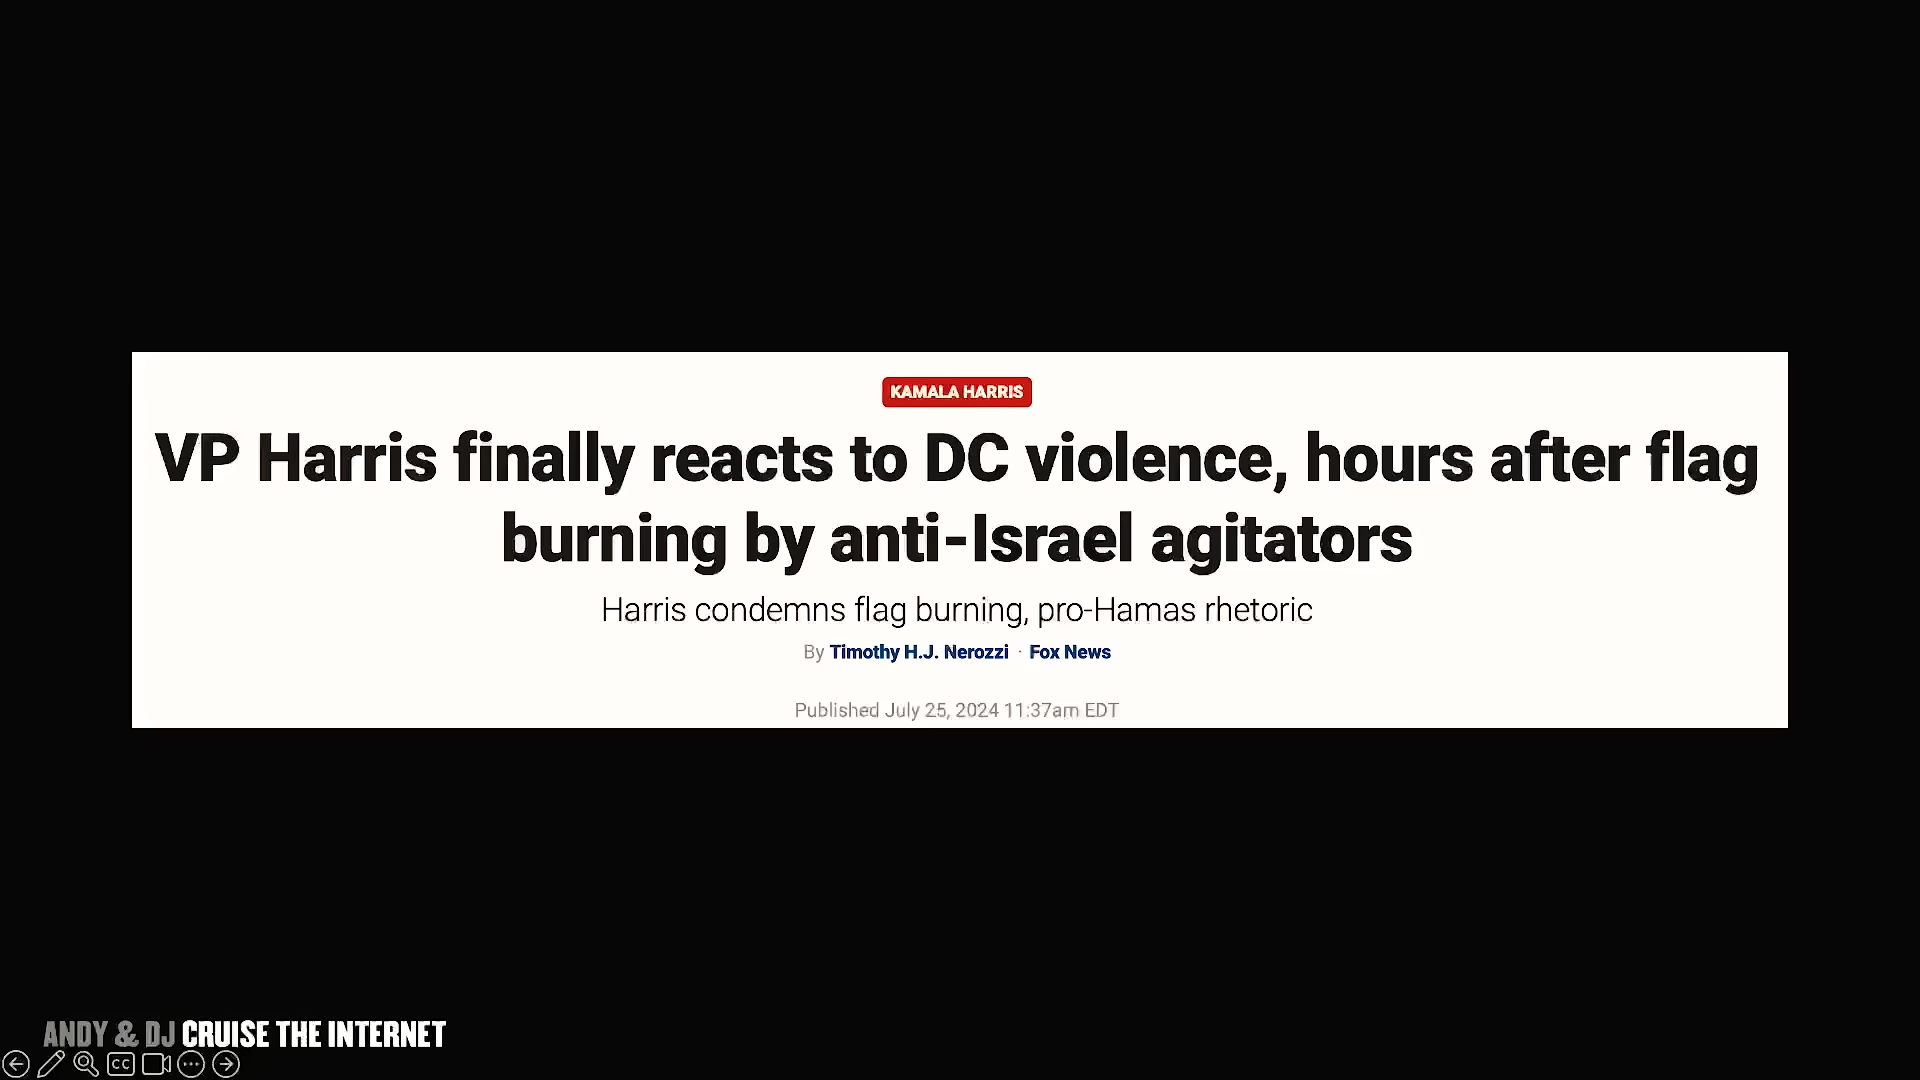 KAMALA HARRIS
VP Harris finally reacts to DC violence, hours after flag
burning by anti-Israel agitators
Harris condemns flag burning, pro-Hamas rhetoric
By Timothy H.J. Nerozzi · Fox News
Published July 25, 2024 11:37am EDT
ANDY & DJ CRUISE THE INTERNET
CC